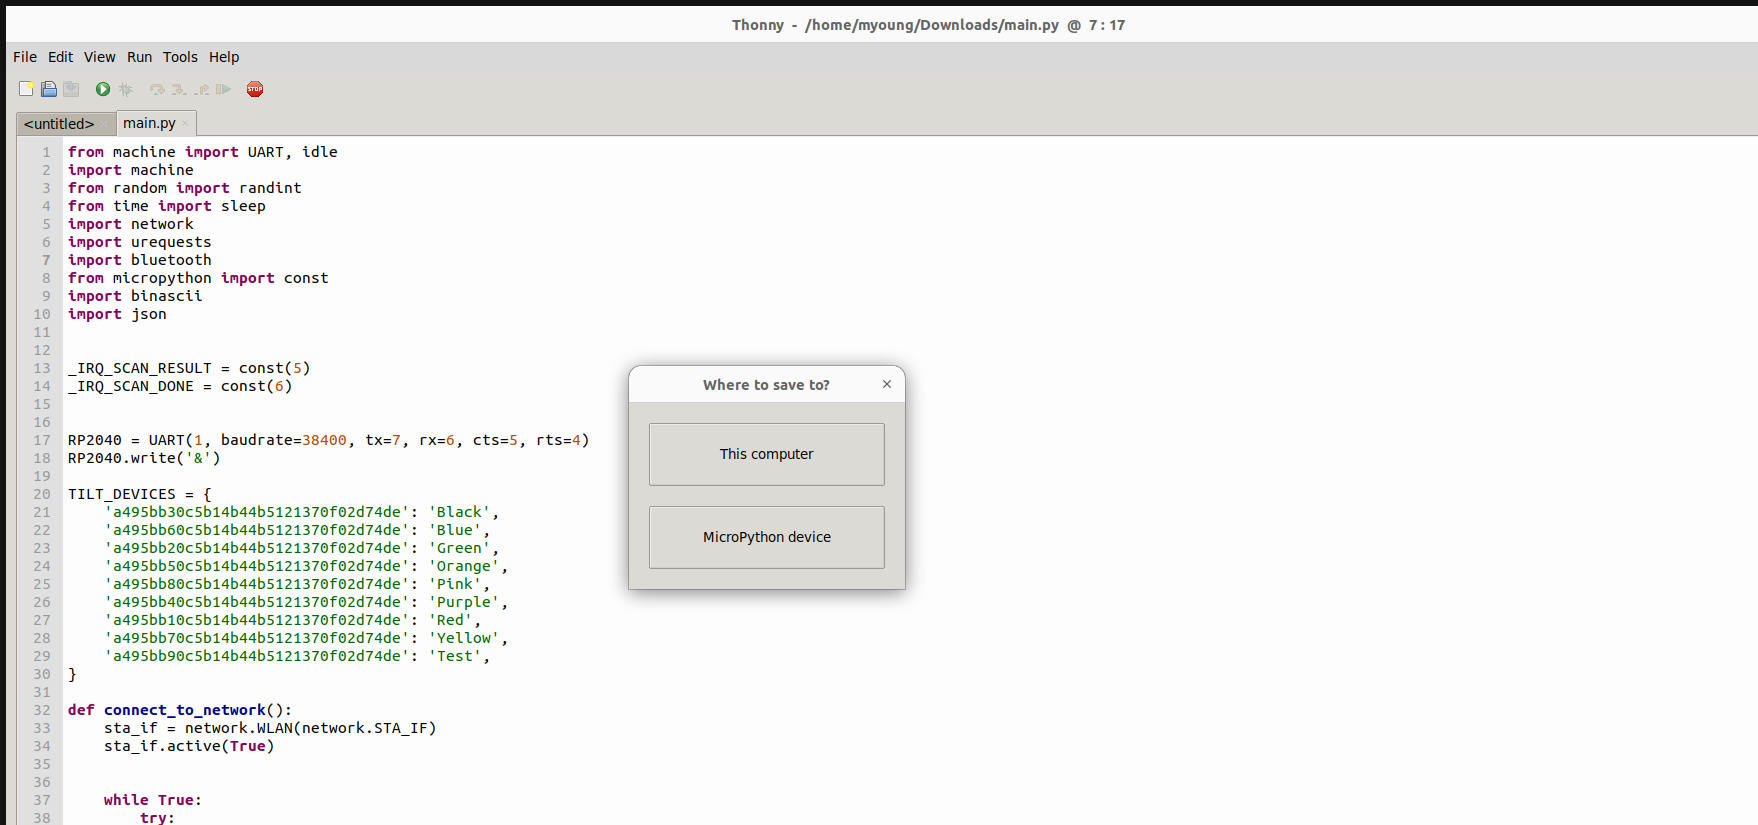 Thonny - /home/myoung/Downloads/main.py @ 7:17
File Edit View Run Tools Help
STOP
<untitled> main.py
1 from machine import UART, idle
2 import machine
3 from random import randint
4 from time import sleep
5 import network
6 import urequests
7 import bluetooth
8 from micropython import const
9 import binascii
10 import json
11
12
13 _IRQ_SCAN_RESULT = const(5)
14 _IRQ_SCAN_DONE = const(6)
15
16
17 RP2040 = UART(1, baudrate=38400, tx=7, rx=6, cts=5, rts=4)
18 RP2040.write('&')
19
20 TILT_DEVICES = {
21     'a495bb30c5b14b44b5121370f02d74de': 'Black',
22     'a495bb60c5b14b44b5121370f02d74de': 'Blue',
23     'a495bb20c5b14b44b5121370f02d74de': 'Green',
24     'a495bb50c5b14b44b5121370f02d74de': 'Orange',
25     'a495bb80c5b14b44b5121370f02d74de': 'Pink',
26     'a495bb40c5b14b44b5121370f02d74de': 'Purple',
27     'a495bb10c5b14b44b5121370f02d74de': 'Red',
28     'a495bb70c5b14b44b5121370f02d74de': 'Yellow',
29     'a495bb90c5b14b44b5121370f02d74de': 'Test',
30 }
31
32 def connect_to_network():
33     sta_if = network.WLAN(network.STA_IF)
34     sta_if.active(True)
35
36
37     while True:
38         try:
Where to save to?
This computer
MicroPython device